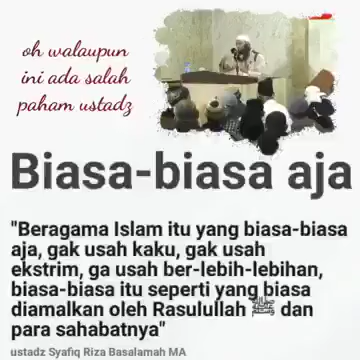 oh walaupun
ini ada salah
paham ustadz
Biasa-biasa aja
"Beragama Islam itu yang biasa-biasa
aja, gak usah kaku, gak usah
ekstrim, ga usah ber-lebih-lebihan,
biasa-biasa itu seperti yang biasa
diamalkan oleh Rasulullah ﷺ dan
para sahabatnya"
ustadz Syafiq Riza Basalamah MA